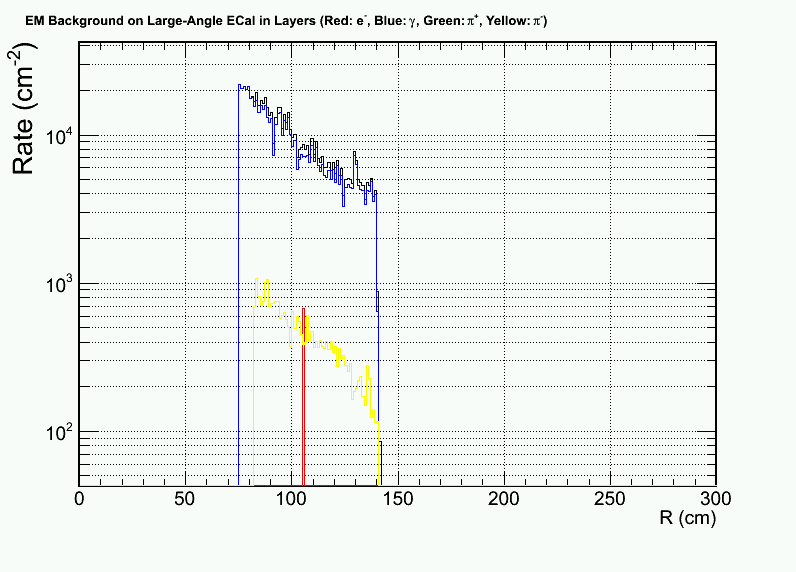 EM Background on Large-Angle ECal in Layers (Red: e⁻, Blue: γ, Green: π⁺, Yellow: π⁻)
Rate (cm⁻²)
10⁴
10³
10²
0 50 100 150 200 250 300
R (cm)